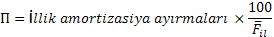 П = İllik amortizasiya ayırmaları × 100 / F̄il